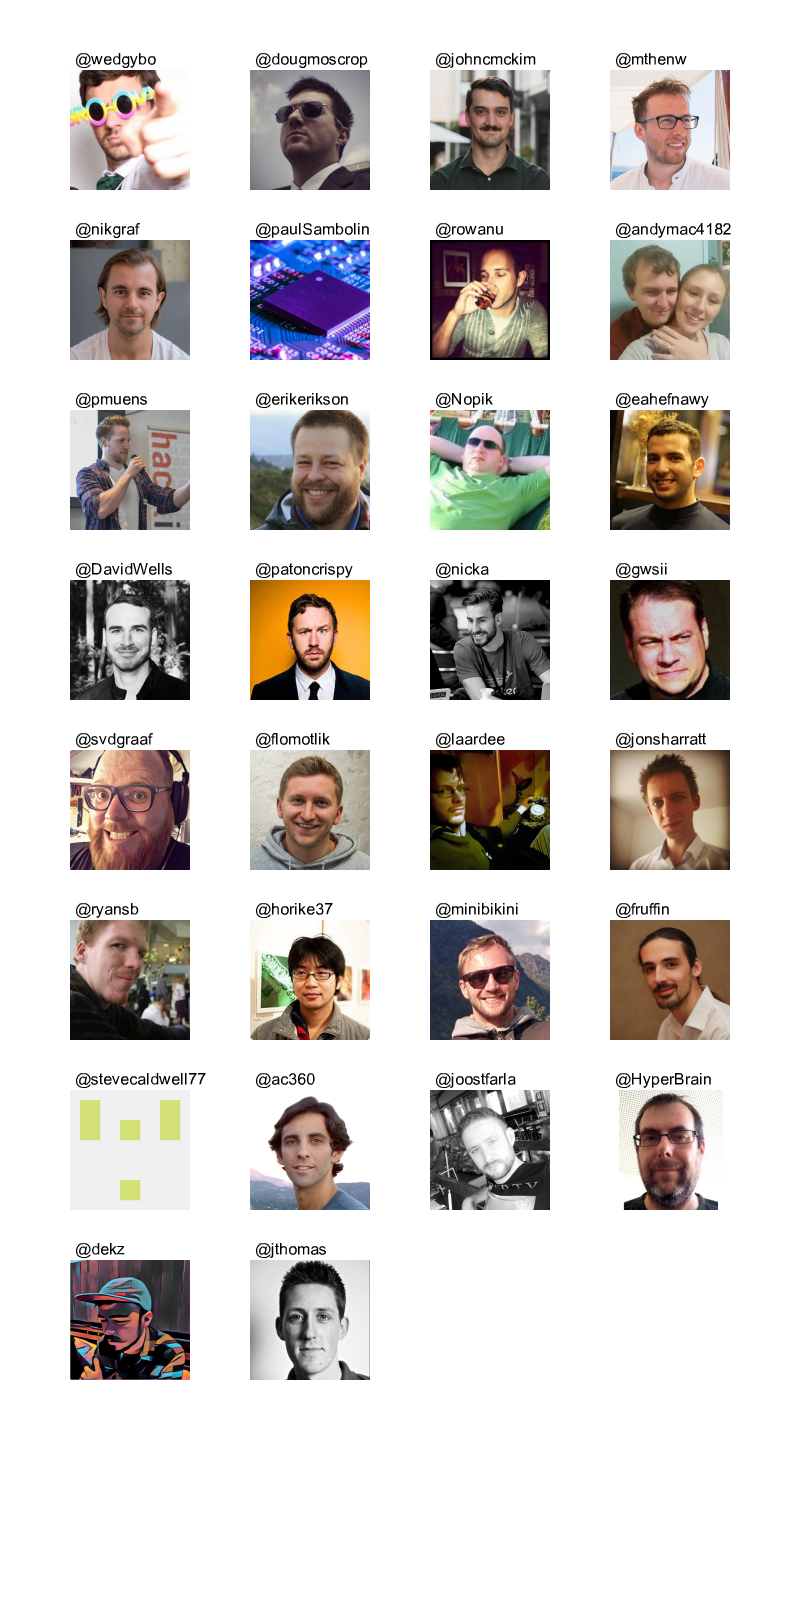 @wedgybo @dougmoscrop @johncmckim @mthenw
@nikgraf @paulSambolin @rowanu @andymac4182
@pmuens @erikerikson @Nopik @eahefnawy
hac
@DavidWells @patoncrispy @nicka @gwsii
@svdgraaf @flomotlik @laardee @jonsharratt
@ryansb @horike37 @minibikini @fruffin
@stevecaldwell77 @ac360 @joostfarla @HyperBrain
@dekz @jthomas